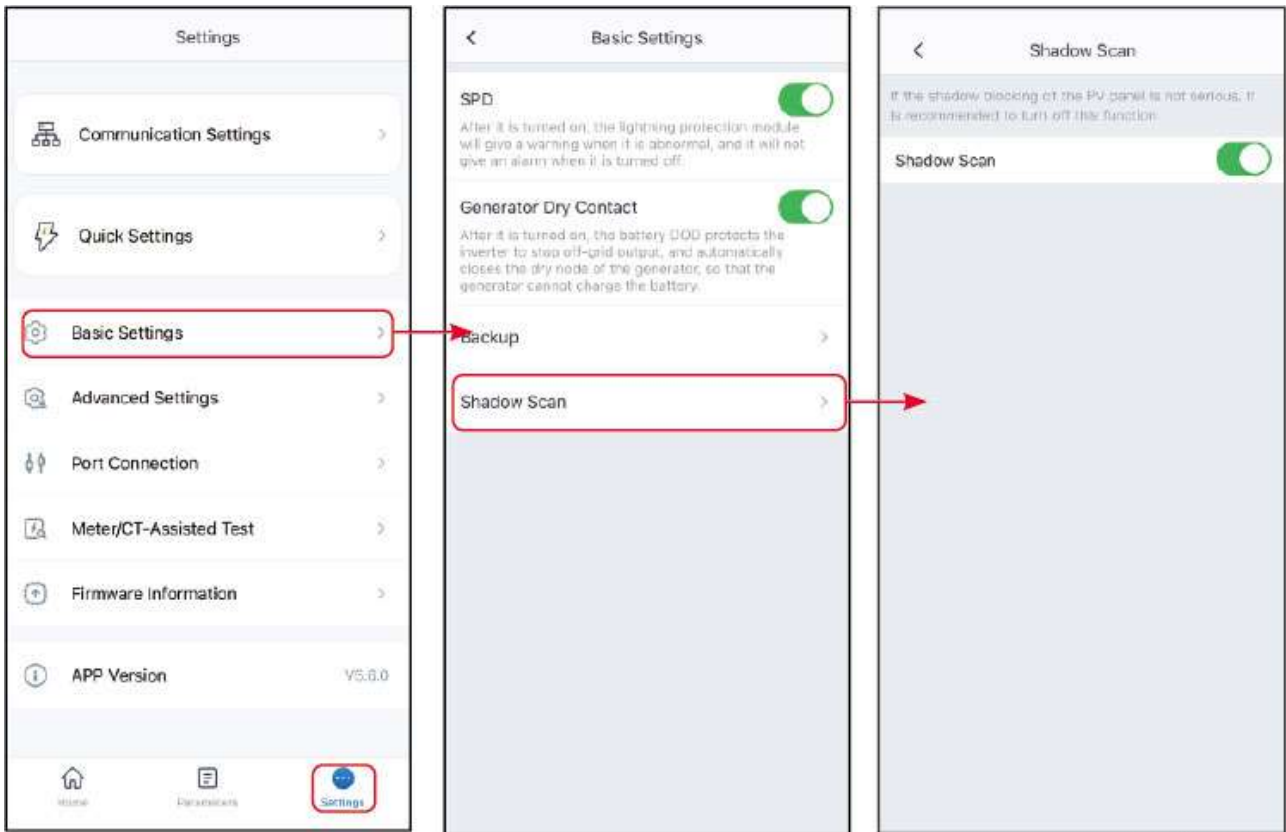 Settings
Communication Settings
Quick Settings
Basic Settings
Advanced Settings
Port Connection
Meter/CT-Assisted Test
Firmware Information
APP Version V5.6.0
Home Parameters Settings
Basic Settings
SPD
After it is turned on, the lightning protection module
will give a warning when it is abnormal, and it will not
give an alarm when it is turned off.
Generator Dry Contact
After it is turned on, the battery DOD protects the
inverter to stop off-grid output, and automatically
closes the dry node of the generator, so that the
generator cannot charge the battery.
Backup
Shadow Scan
Shadow Scan
If the shadow blocking of the PV panel is not serious, it
is recommended to turn off this function
Shadow Scan